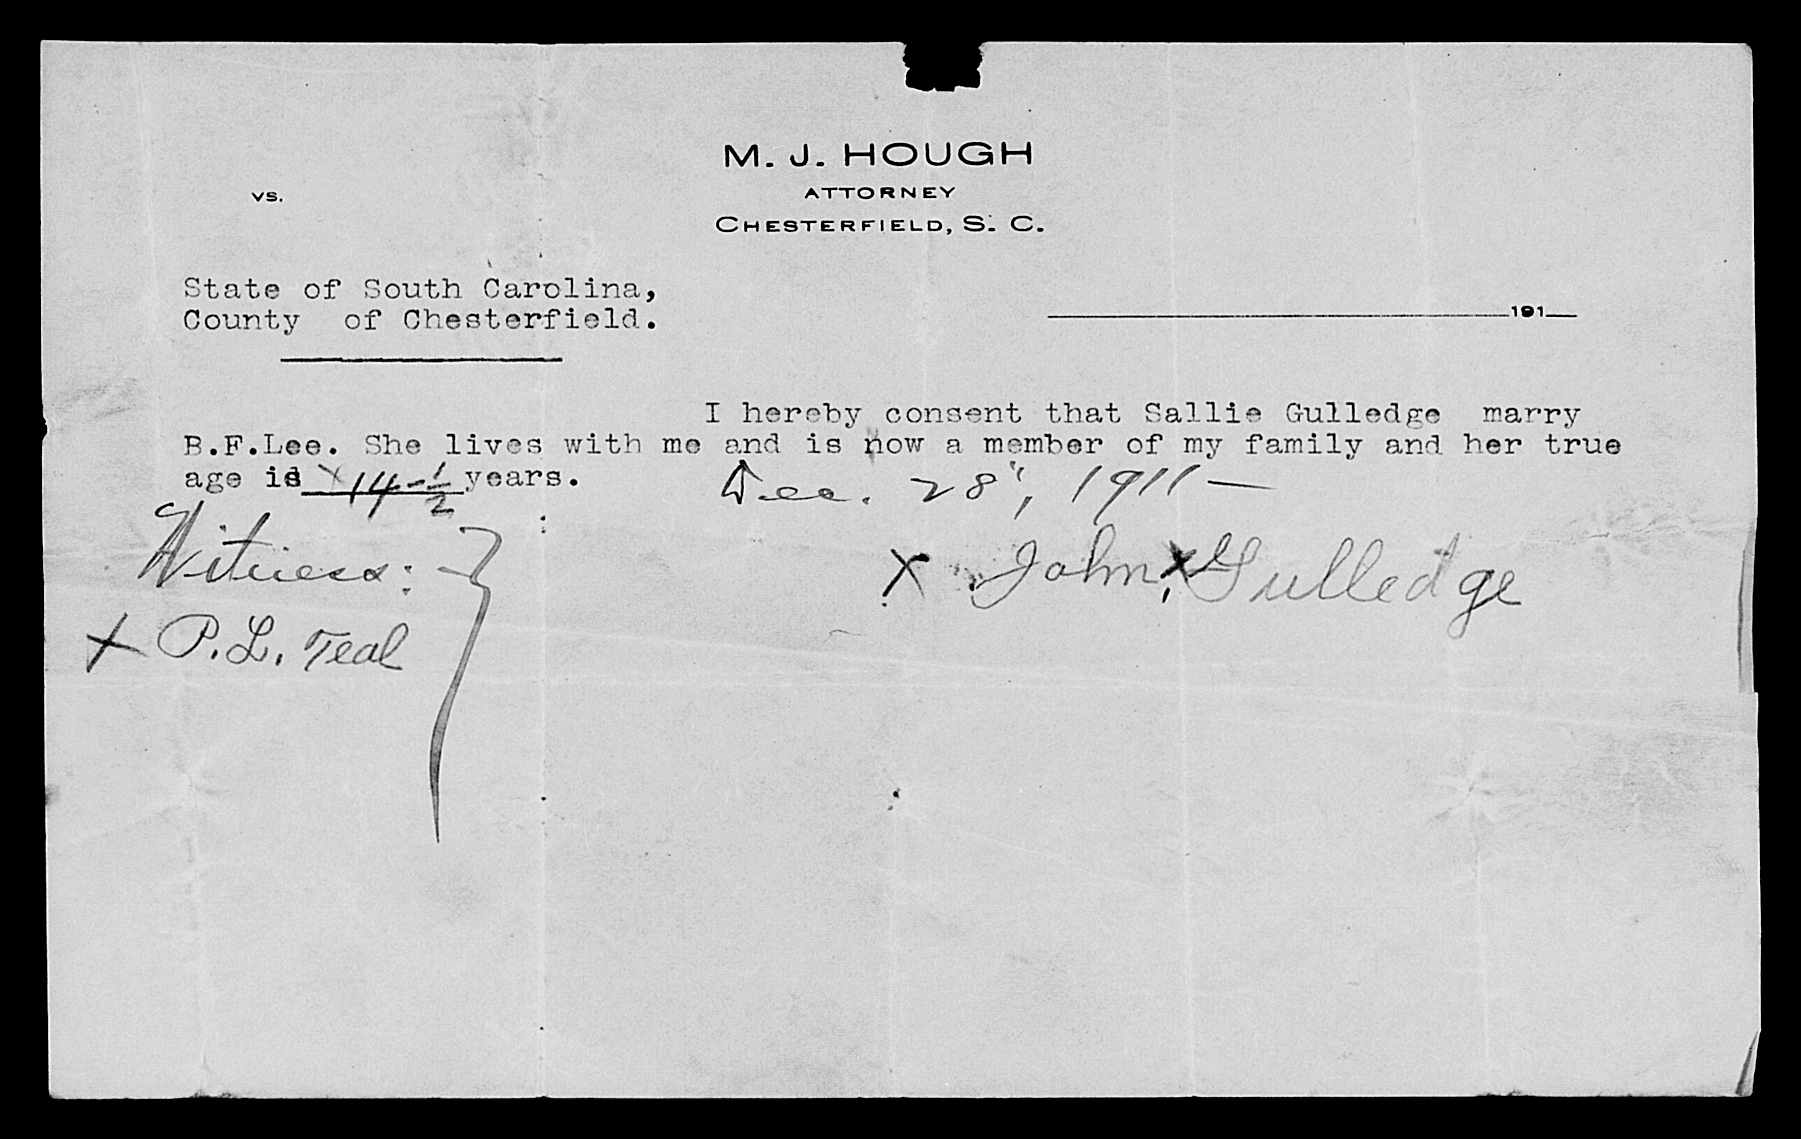 M. J. HOUGH
vs.
ATTORNEY
CHESTERFIELD, S. C.
State of South Carolina,
County of Chesterfield.
191
I hereby consent that Sallie Gulledge marry
B.F.Lee. She lives with me and is now a member of my family and her true
age is X 14-1/2 years.
Dec. 28", 1911 —
Witness:
X John X Gulledge
X P.L. Teal